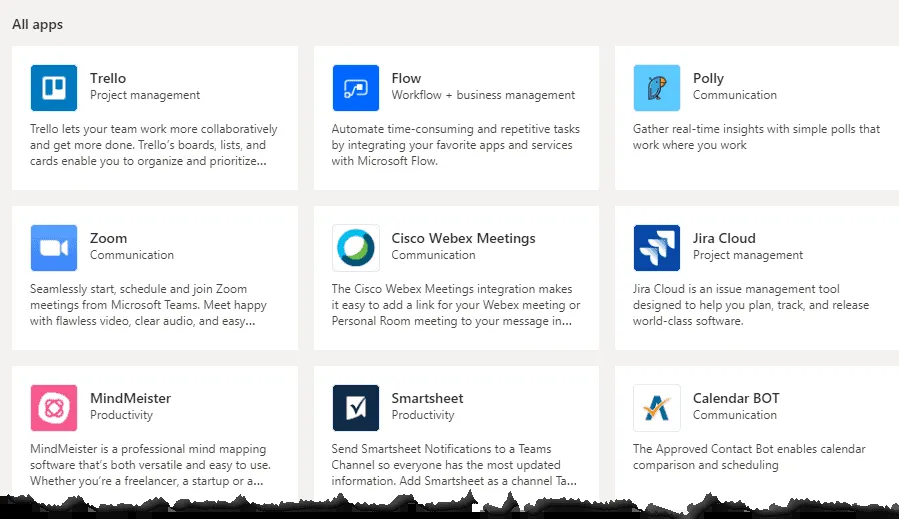 All apps
Trello
Project management
Trello lets your team work more collaboratively
and get more done. Trello's boards, lists, and
cards enable you to organize and prioritize...
Flow
Workflow + business management
Automate time-consuming and repetitive tasks
by integrating your favorite apps and services
with Microsoft Flow.
Polly
Communication
Gather real-time insights with simple polls that
work where you work
Zoom
Communication
Seamlessly start, schedule and join Zoom
meetings from Microsoft Teams. Meet happy
with flawless video, clear audio, and easy...
Cisco Webex Meetings
Communication
The Cisco Webex Meetings integration makes
it easy to add a link for your Webex meeting or
Personal Room meeting to your message in...
Jira Cloud
Project management
Jira Cloud is an issue management tool
designed to help you plan, track, and release
world-class software.
MindMeister
Productivity
MindMeister is a professional mind mapping
software that's both versatile and easy to use.
Whether you're a freelancer, a startup or a...
Smartsheet
Productivity
Send Smartsheet Notifications to a Teams
Channel so everyone has the most updated
information. Add Smartsheet as a channel Ta...
Calendar BOT
Communication
The Approved Contact Bot enables calendar
comparison and scheduling